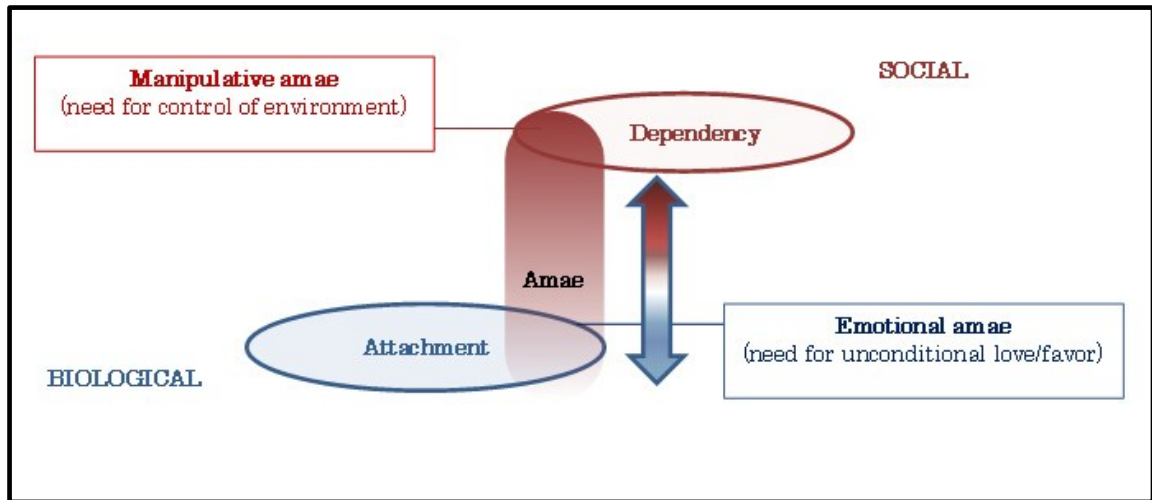 SOCIAL
Manipulative amae
(need for control of environment)
Dependency
Amae
Emotional amae
(need for unconditional love/favor)
Attachment
BIOLOGICAL